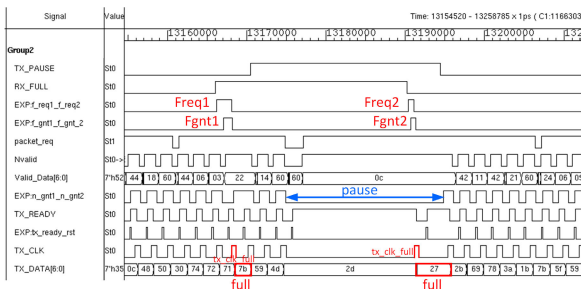 Signal Value Time: 13154520 - 13258785 x 1ps ( C1:1166303
13160000 13170000 13180000 13190000 13200000 132
Group2
TX_PAUSE St0
RX_FULL St0
EXP:f_req1_f_req2 St0 Freq1 Freq2
EXP:f_gnt1_f_gnt_2 St0 Fgnt1 Fgnt2
packet_req St1
Nvalid St0->
Valid_Data[6:0] 7'h52 44 18 60 44 06 03 22 14 60 60 0c 42 11 42 21 60 24 06 05
EXP:n_gnt1_n_gnt2 St0 pause
TX_READY St0
EXP:tx_ready_rst St0
TX_CLK St0 tx_clk_full tx_clk_full
TX_DATA[6:0] 7'h35 0c 48 50 30 74 72 71 7b 59 4d 2d 27 2b 69 78 3a 1b 7b 5f 59
full full